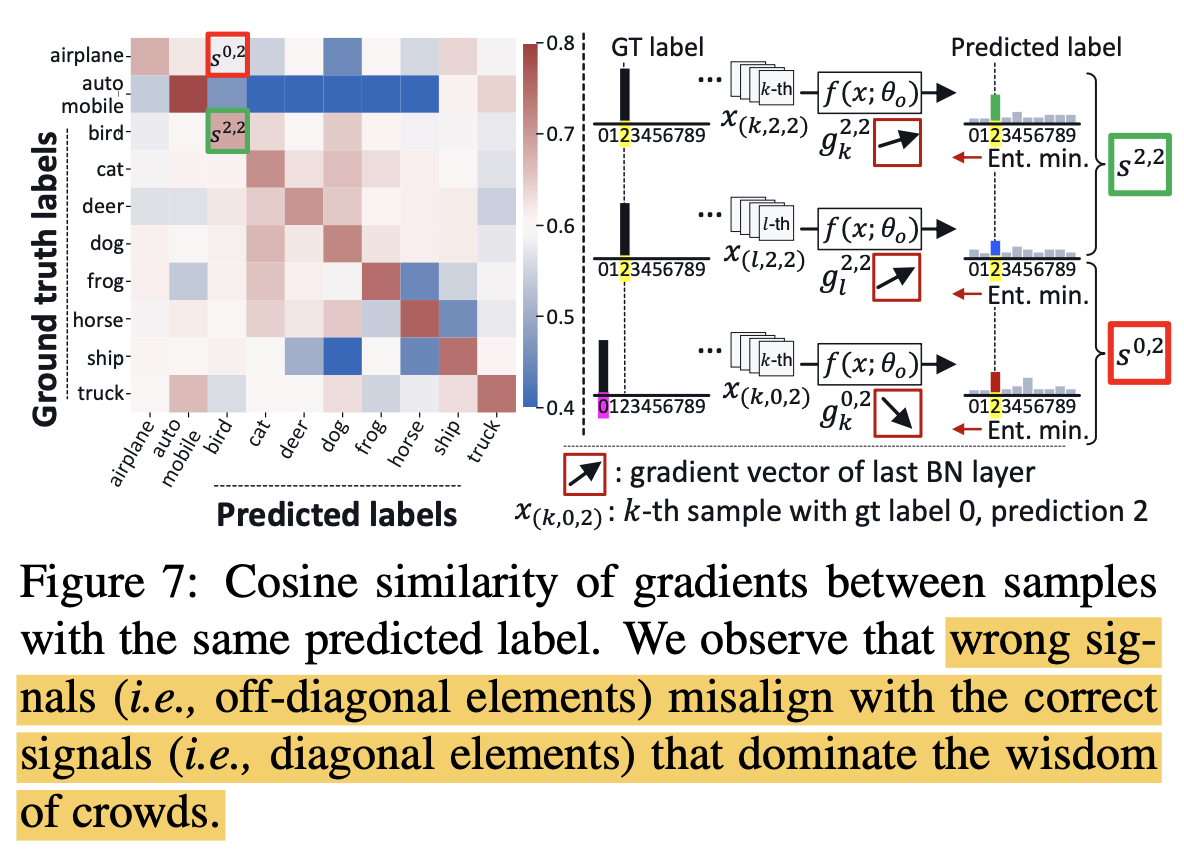 Ground truth labels
airplane
auto
mobile
bird
cat
deer
dog
frog
horse
ship
truck
s^{0,2}
s^{2,2}
0.8
0.7
0.6
0.5
0.4
airplane
auto
mobile
bird
cat
deer
dog
frog
horse
ship
truck
Predicted labels
GT label
Predicted label
0123456789
... k-th
x_{(k,2,2)}
f(x; θ_o)
g_k^{2,2}
0123456789
Ent. min.
s^{2,2}
0123456789
... l-th
x_{(l,2,2)}
f(x; θ_o)
g_l^{2,2}
0123456789
Ent. min.
0123456789
... k-th
x_{(k,0,2)}
f(x; θ_o)
g_k^{0,2}
0123456789
Ent. min.
s^{0,2}
: gradient vector of last BN layer
x_{(k,0,2)} : k-th sample with gt label 0, prediction 2
Figure 7: Cosine similarity of gradients between samples
with the same predicted label. We observe that wrong sig-
nals (i.e., off-diagonal elements) misalign with the correct
signals (i.e., diagonal elements) that dominate the wisdom
of crowds.